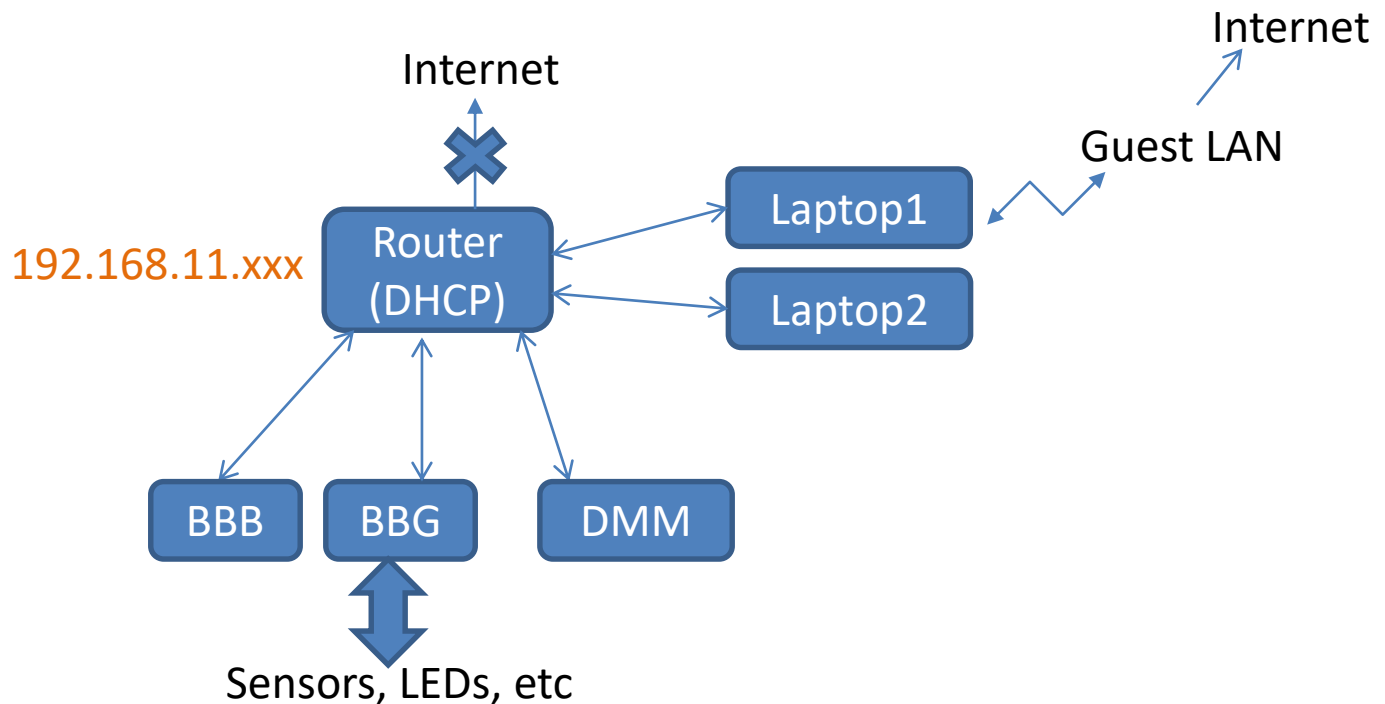 Internet
Internet
Guest LAN
Laptop1
Router
(DHCP)
192.168.11.xxx
Laptop2
BBB
BBG
DMM
Sensors, LEDs, etc